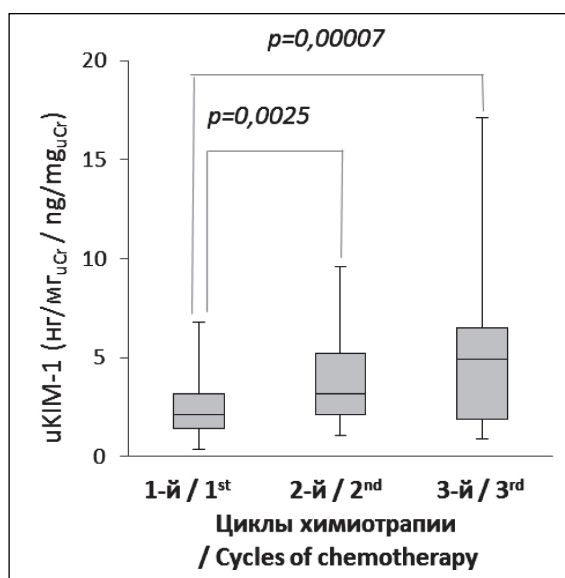 p=0,00007
20
p=0,0025
15
10
5
0
uKIM-1 (нг/мгuCr / ng/mguCr)
1-й / 1st
2-й / 2nd
3-й / 3rd
Циклы химиотрапии
/ Cycles of chemotherapy